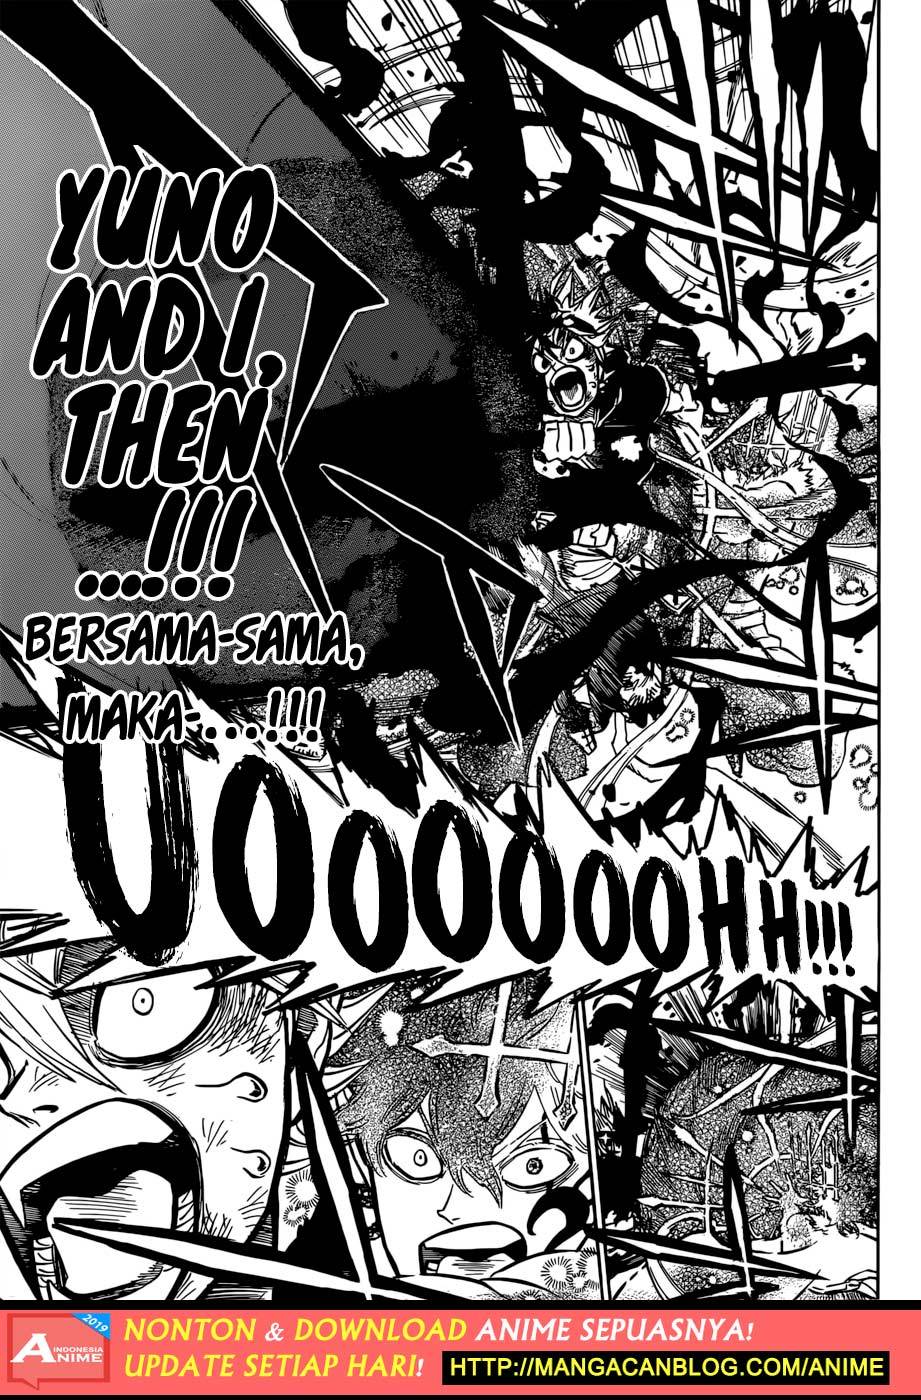 YUNO
AND I,
THEN
...!!!
BERSAMA-SAMA,
MAKA-...!!!
UOOOOOOOHH!!!
2019
A INDONESIA
ANIME
NONTON & DOWNLOAD ANIME SEPUASNYA!
UPDATE SETIAP HARI! HTTP://MANGACANBLOG.COM/ANIME